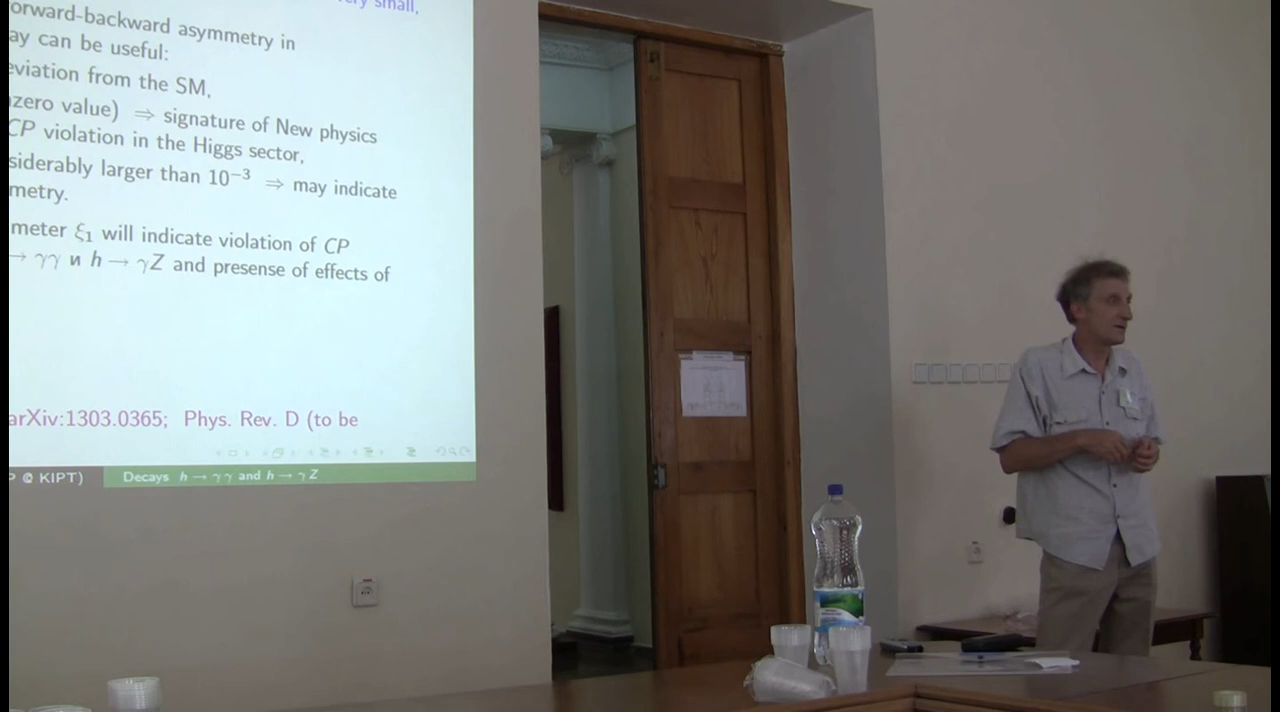 ery small,
orward-backward asymmetry in
ay can be useful:
eviation from the SM,
zero value) ⇒ signature of New physics
CP violation in the Higgs sector,
siderably larger than 10⁻³ ⇒ may indicate
metry.
meter ξ₁ will indicate violation of CP
→ γγ и h → γZ and presense of effects of
arXiv:1303.0365; Phys. Rev. D (to be
@ KIPT)
Decays h → γγ and h → γZ